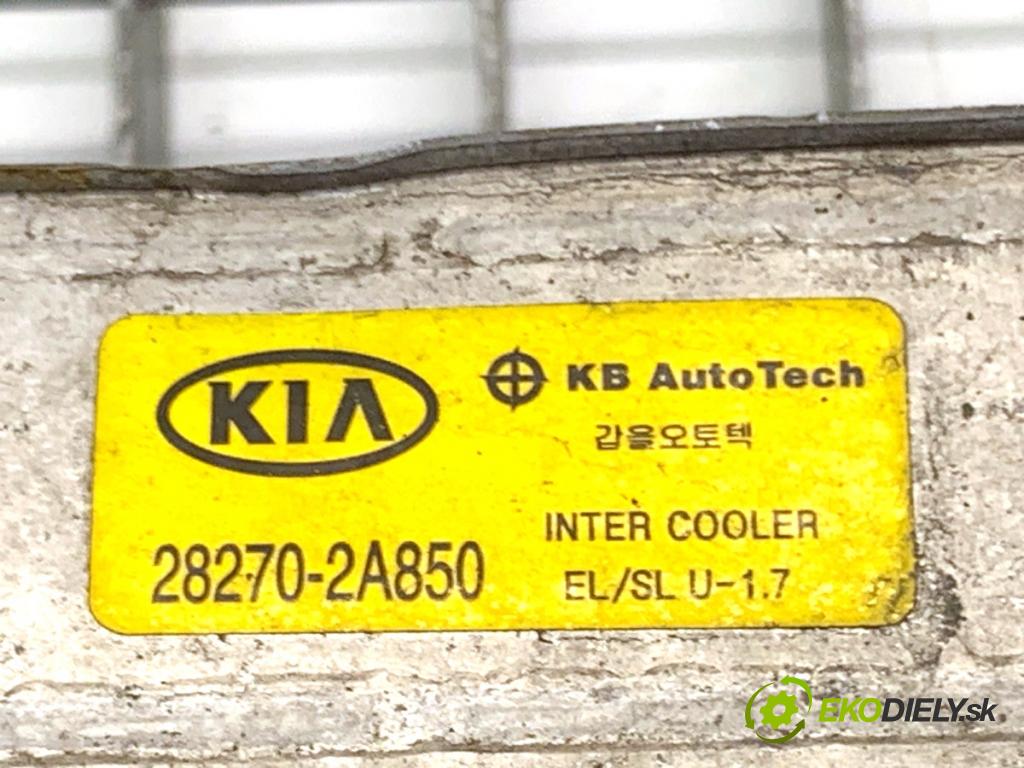 KIA
KB AutoTech
갑을오토텍
INTER COOLER
28270-2A850
EL/SL U-1.7
EKODIELY.sk